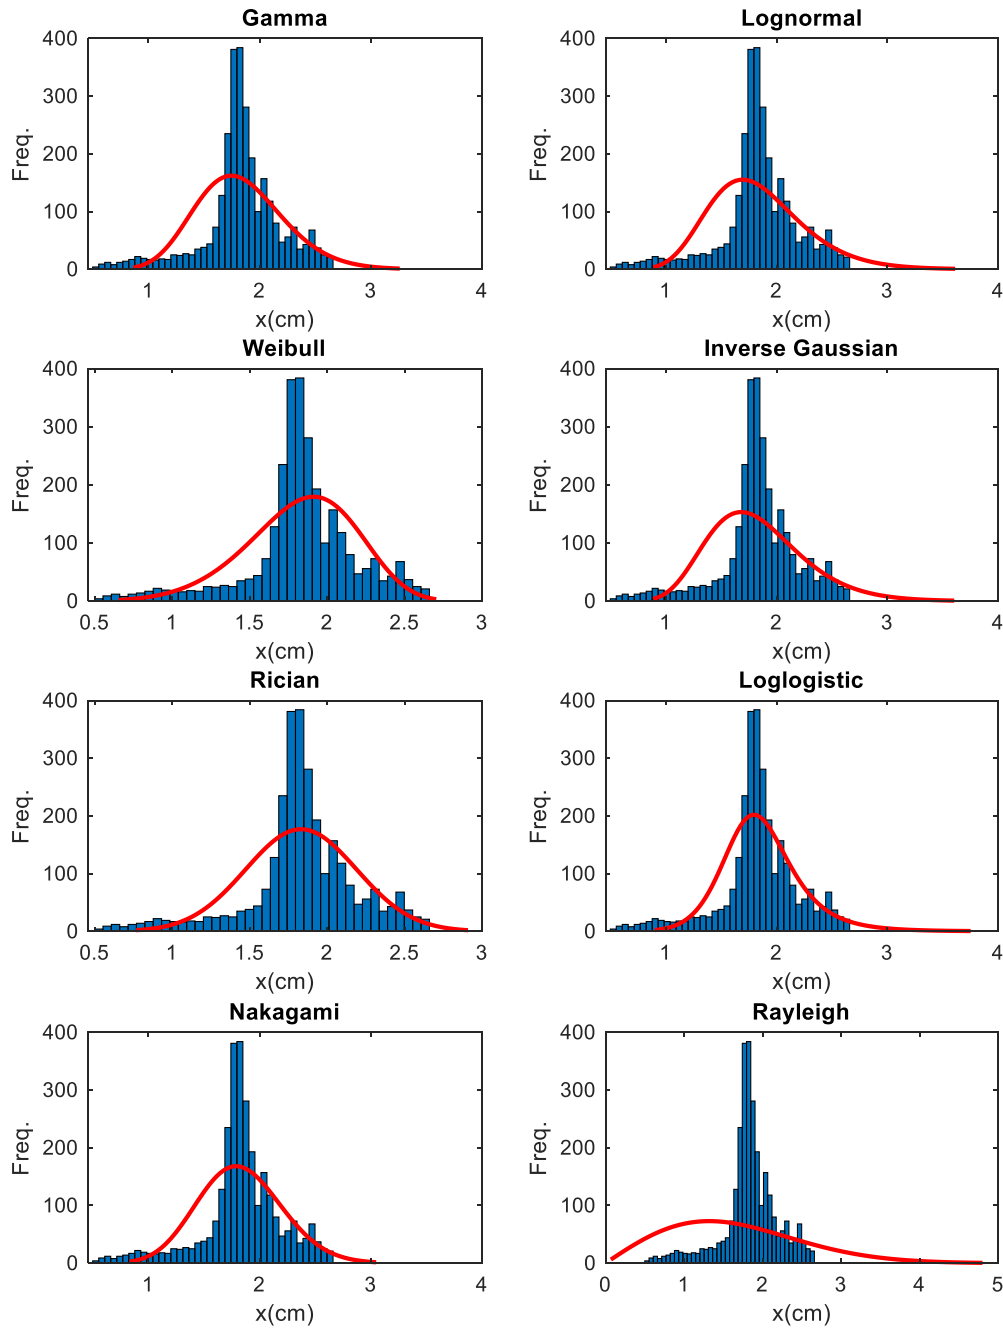 Gamma
400
300
200
100
0
Freq.
1 2 3 4
x(cm)
Lognormal
400
300
200
100
0
Freq.
1 2 3 4
x(cm)
Weibull
400
300
200
100
0
Freq.
0.5 1 1.5 2 2.5 3
x(cm)
Inverse Gaussian
400
300
200
100
0
Freq.
1 2 3 4
x(cm)
Rician
400
300
200
100
0
Freq.
0.5 1 1.5 2 2.5 3
x(cm)
Loglogistic
400
300
200
100
0
Freq.
1 2 3 4
x(cm)
Nakagami
400
300
200
100
0
Freq.
1 2 3 4
x(cm)
Rayleigh
400
300
200
100
0
Freq.
0 1 2 3 4 5
x(cm)